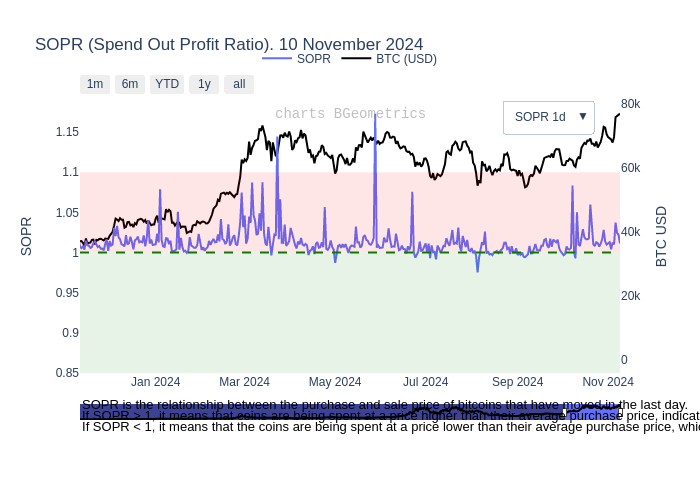 SOPR (Spend Out Profit Ratio). 10 November 2024
SOPR BTC (USD)
1m 6m YTD 1y all
charts BGeometrics
SOPR 1d ▼
80k
1.15
60k
1.1
1.05
40k
1
0.95
20k
0.9
0
0.85
SOPR
BTC USD
Jan 2024 Mar 2024 May 2024 Jul 2024 Sep 2024 Nov 2024
SOPR is the relationship between the purchase and sale price of bitcoins that have moved in the last day.
If SOPR > 1, it means that coins are being spent at a price higher than their average purchase price, indicat
If SOPR < 1, it means that the coins are being spent at a price lower than their average purchase price, whic